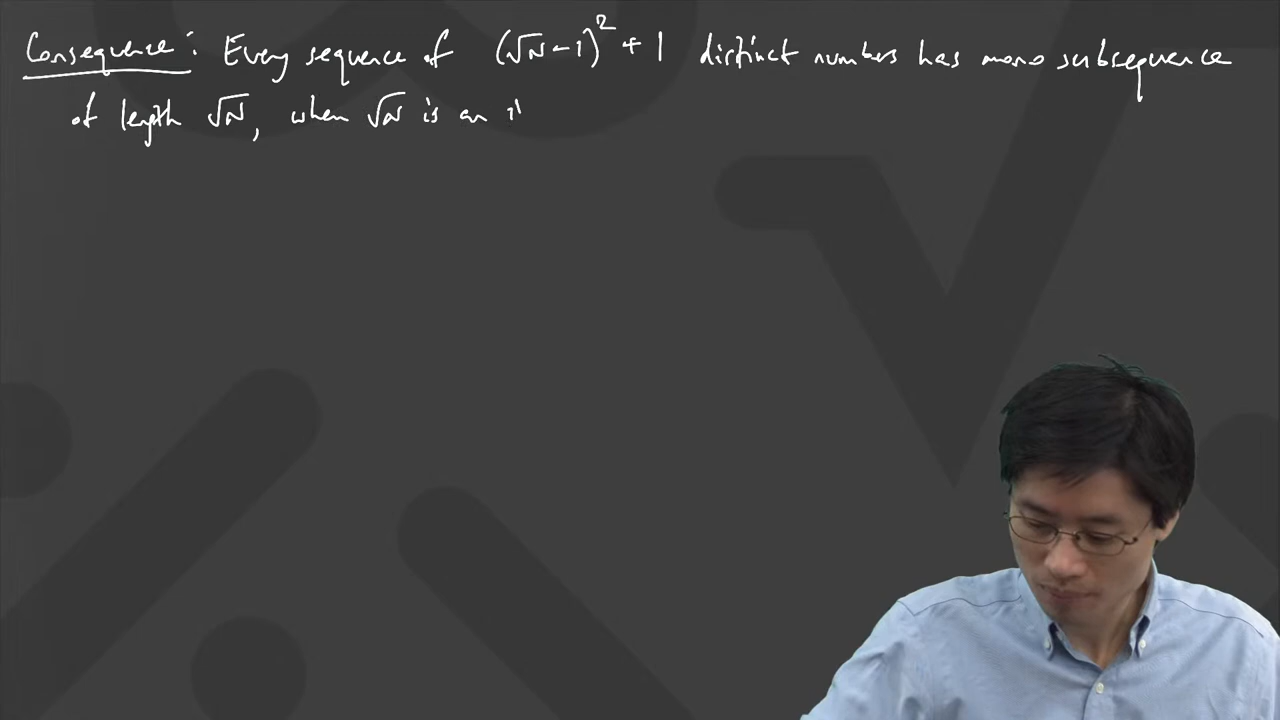 Consequence: Every sequence of (√N-1)² + 1 distinct numbers has mono subsequence
of length √N, when √N is an i